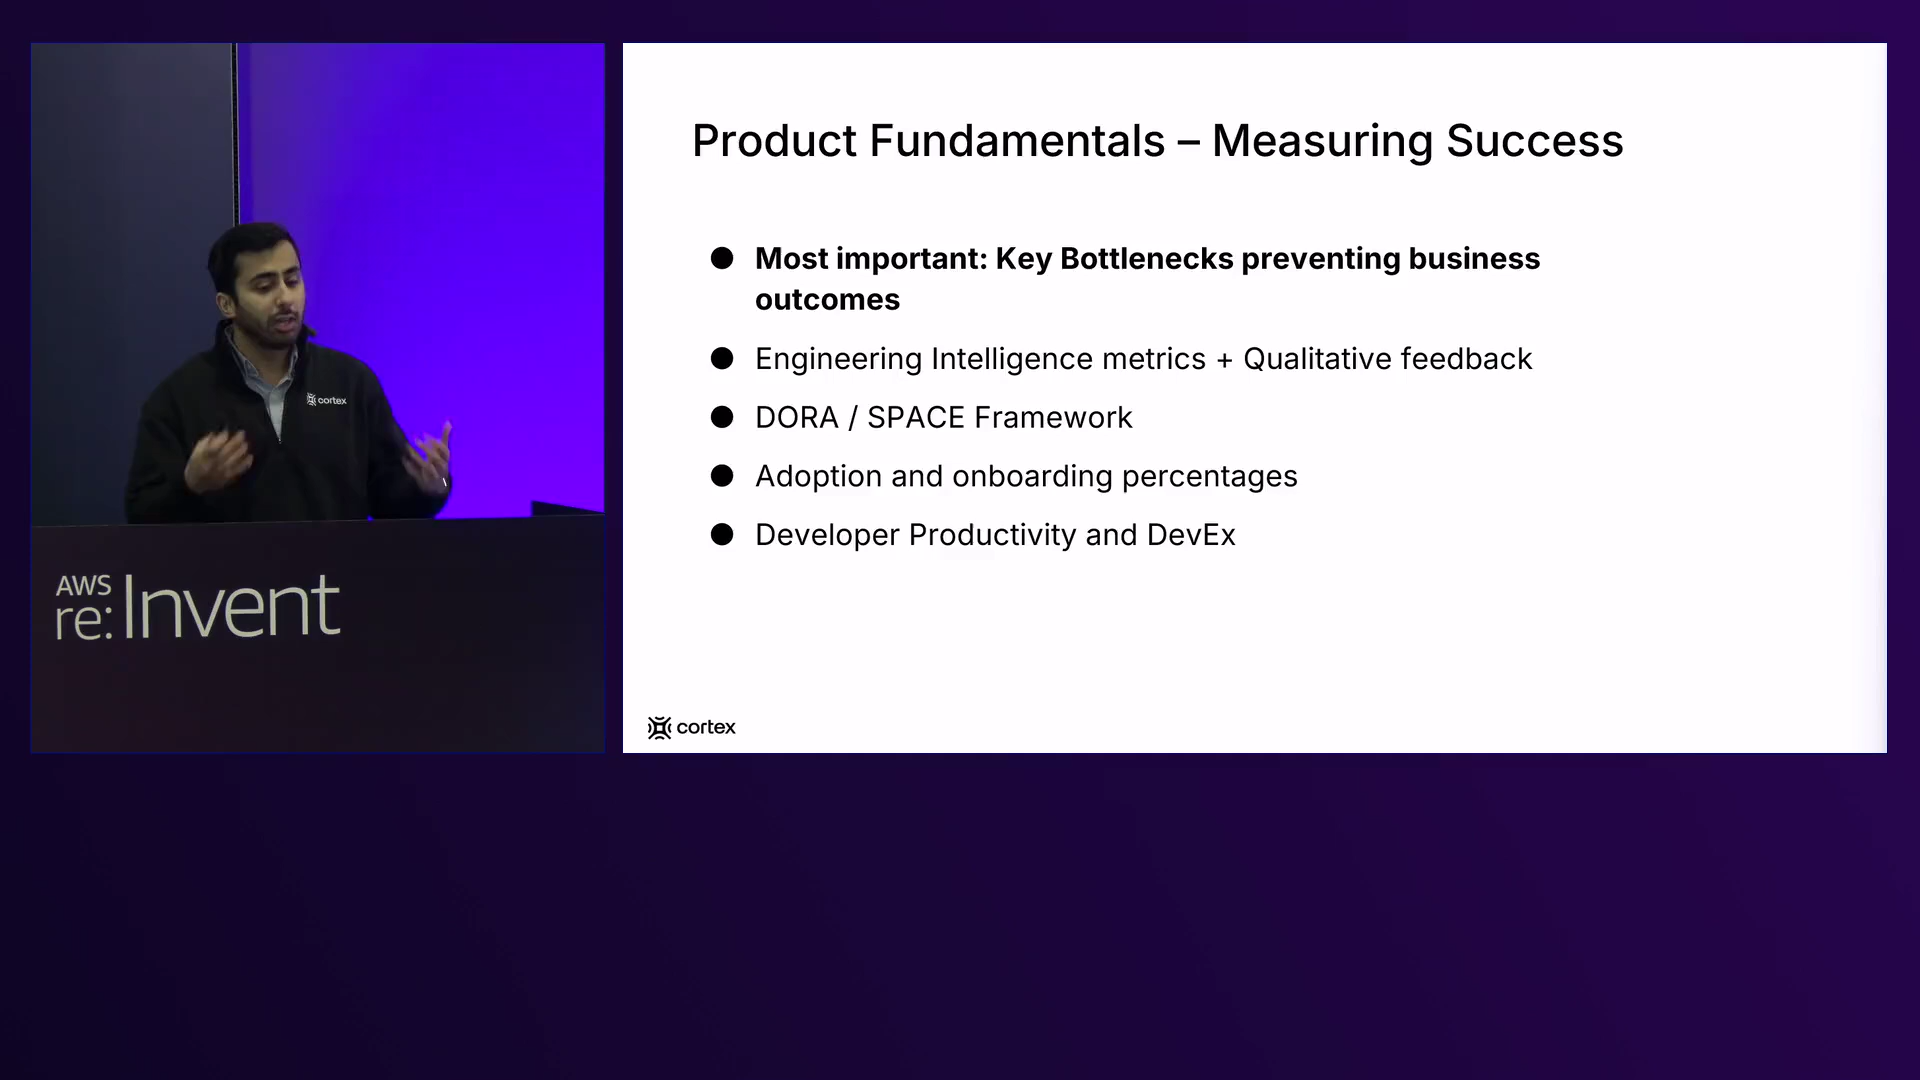 cortex
AWS
re:Invent
Product Fundamentals – Measuring Success
● Most important: Key Bottlenecks preventing business
outcomes
● Engineering Intelligence metrics + Qualitative feedback
● DORA / SPACE Framework
● Adoption and onboarding percentages
● Developer Productivity and DevEx
cortex